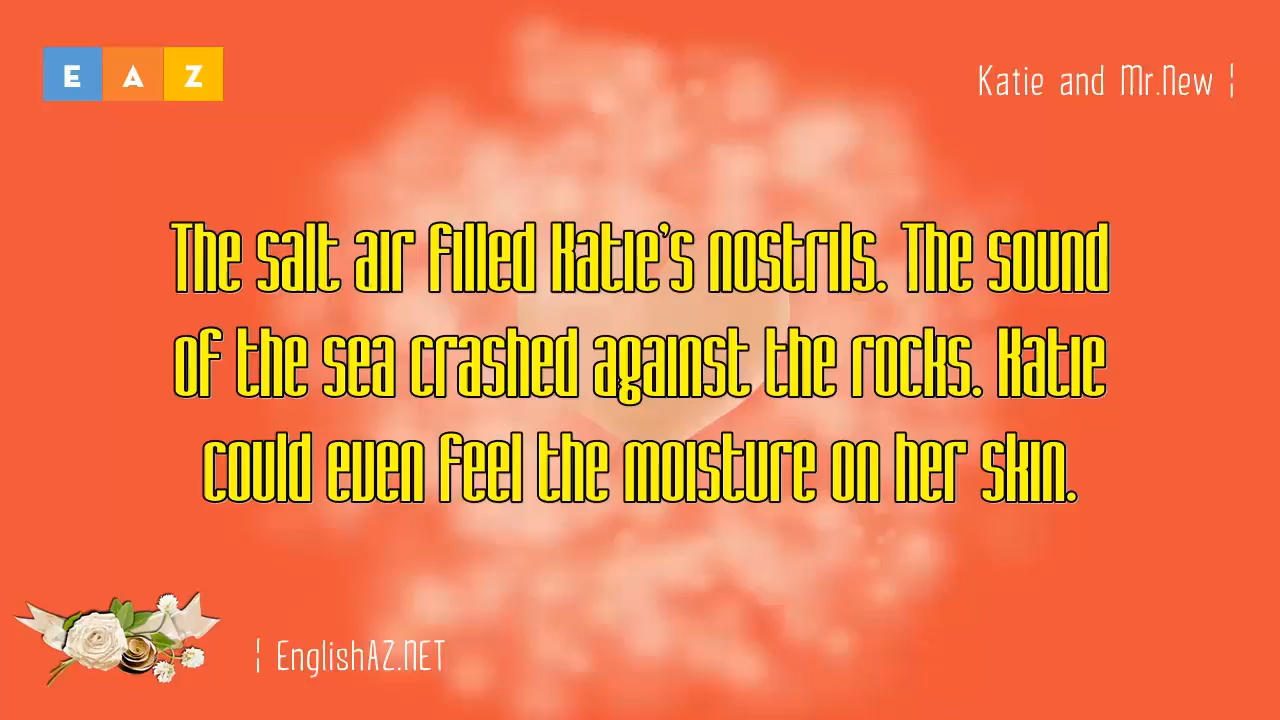 E A Z
Katie and Mr.New ¦
The salt air filled Katie's nostrils. The sound
of the sea crashed against the rocks. Katie
could even feel the moisture on her skin.
¦ EnglishAZ.NET